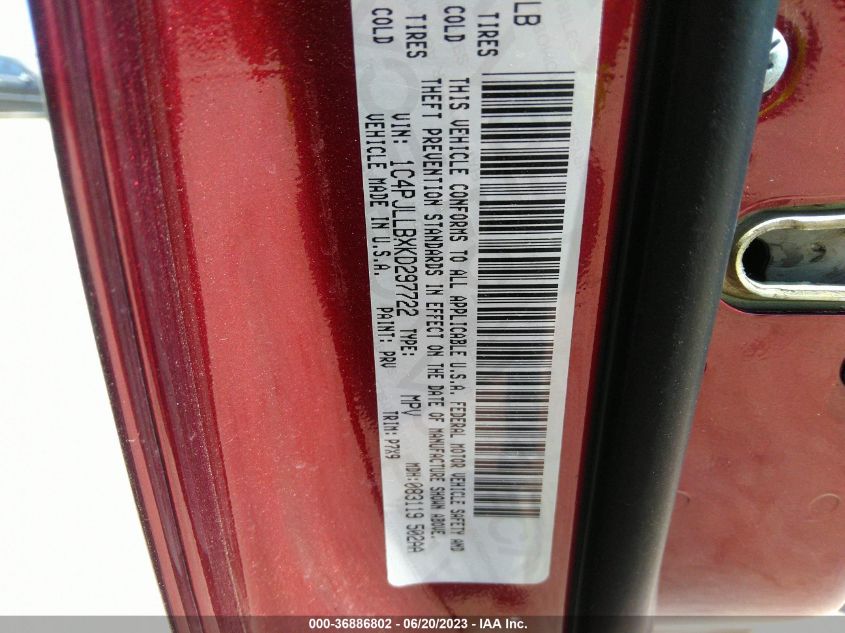 LB
TIRES COLD
TIRES COLD
THIS VEHICLE CONFORMS TO ALL APPLICABLE U.S.A. FEDERAL MOTOR VEHICLE SAFETY AND
THEFT PREVENTION STANDARDS IN EFFECT ON THE DATE OF MANUFACTURE SHOWN ABOVE.
VIN: 1C4PJLLBXKD297722 TYPE: MPV MDH:083119 502AA
VEHICLE MADE IN U.S.A. PAINT: PRV TRIM: P7X9
000-36886802 - 06/20/2023 - IAA Inc.